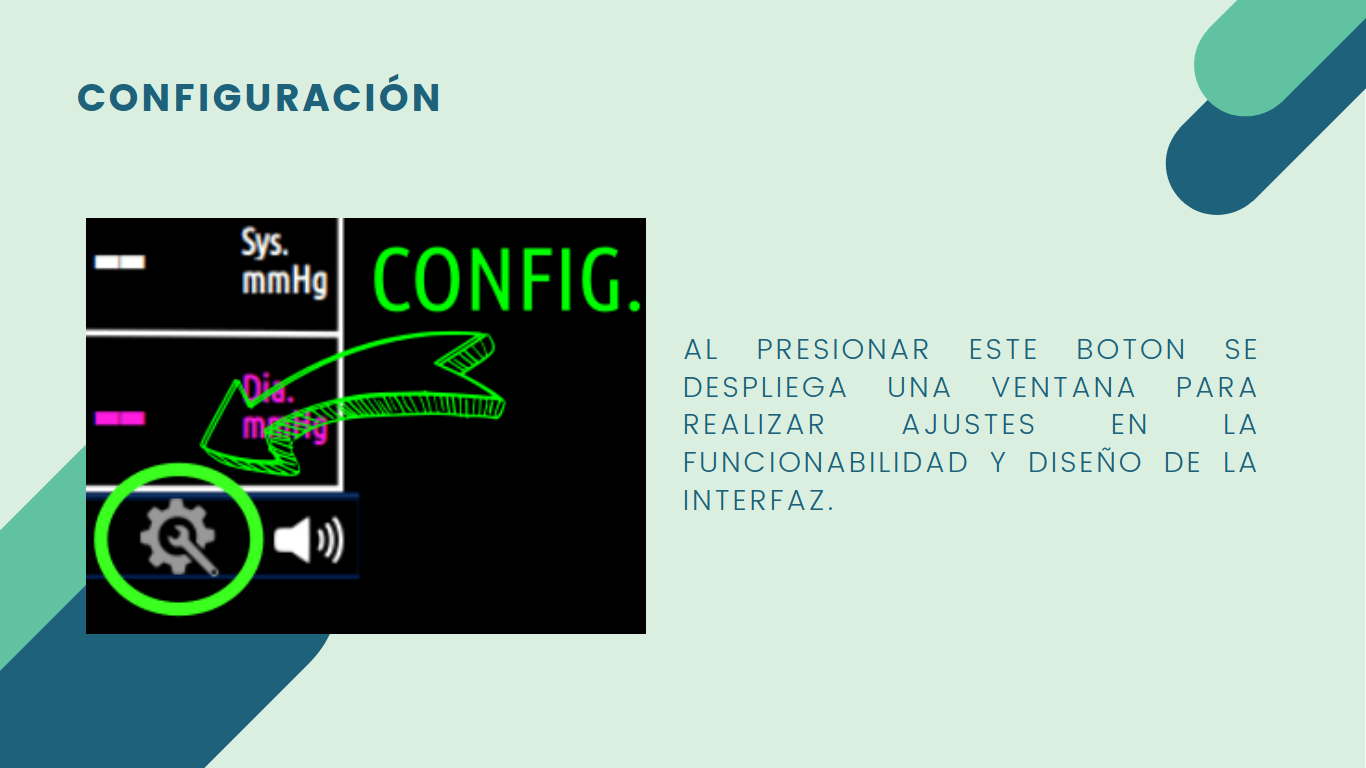 CONFIGURACIÓN
Sys.
mmHg
CONFIG.
Dia.
mmHg
AL PRESIONAR ESTE BOTON SE
DESPLIEGA UNA VENTANA PARA
REALIZAR AJUSTES EN LA
FUNCIONABILIDAD Y DISEÑO DE LA
INTERFAZ.